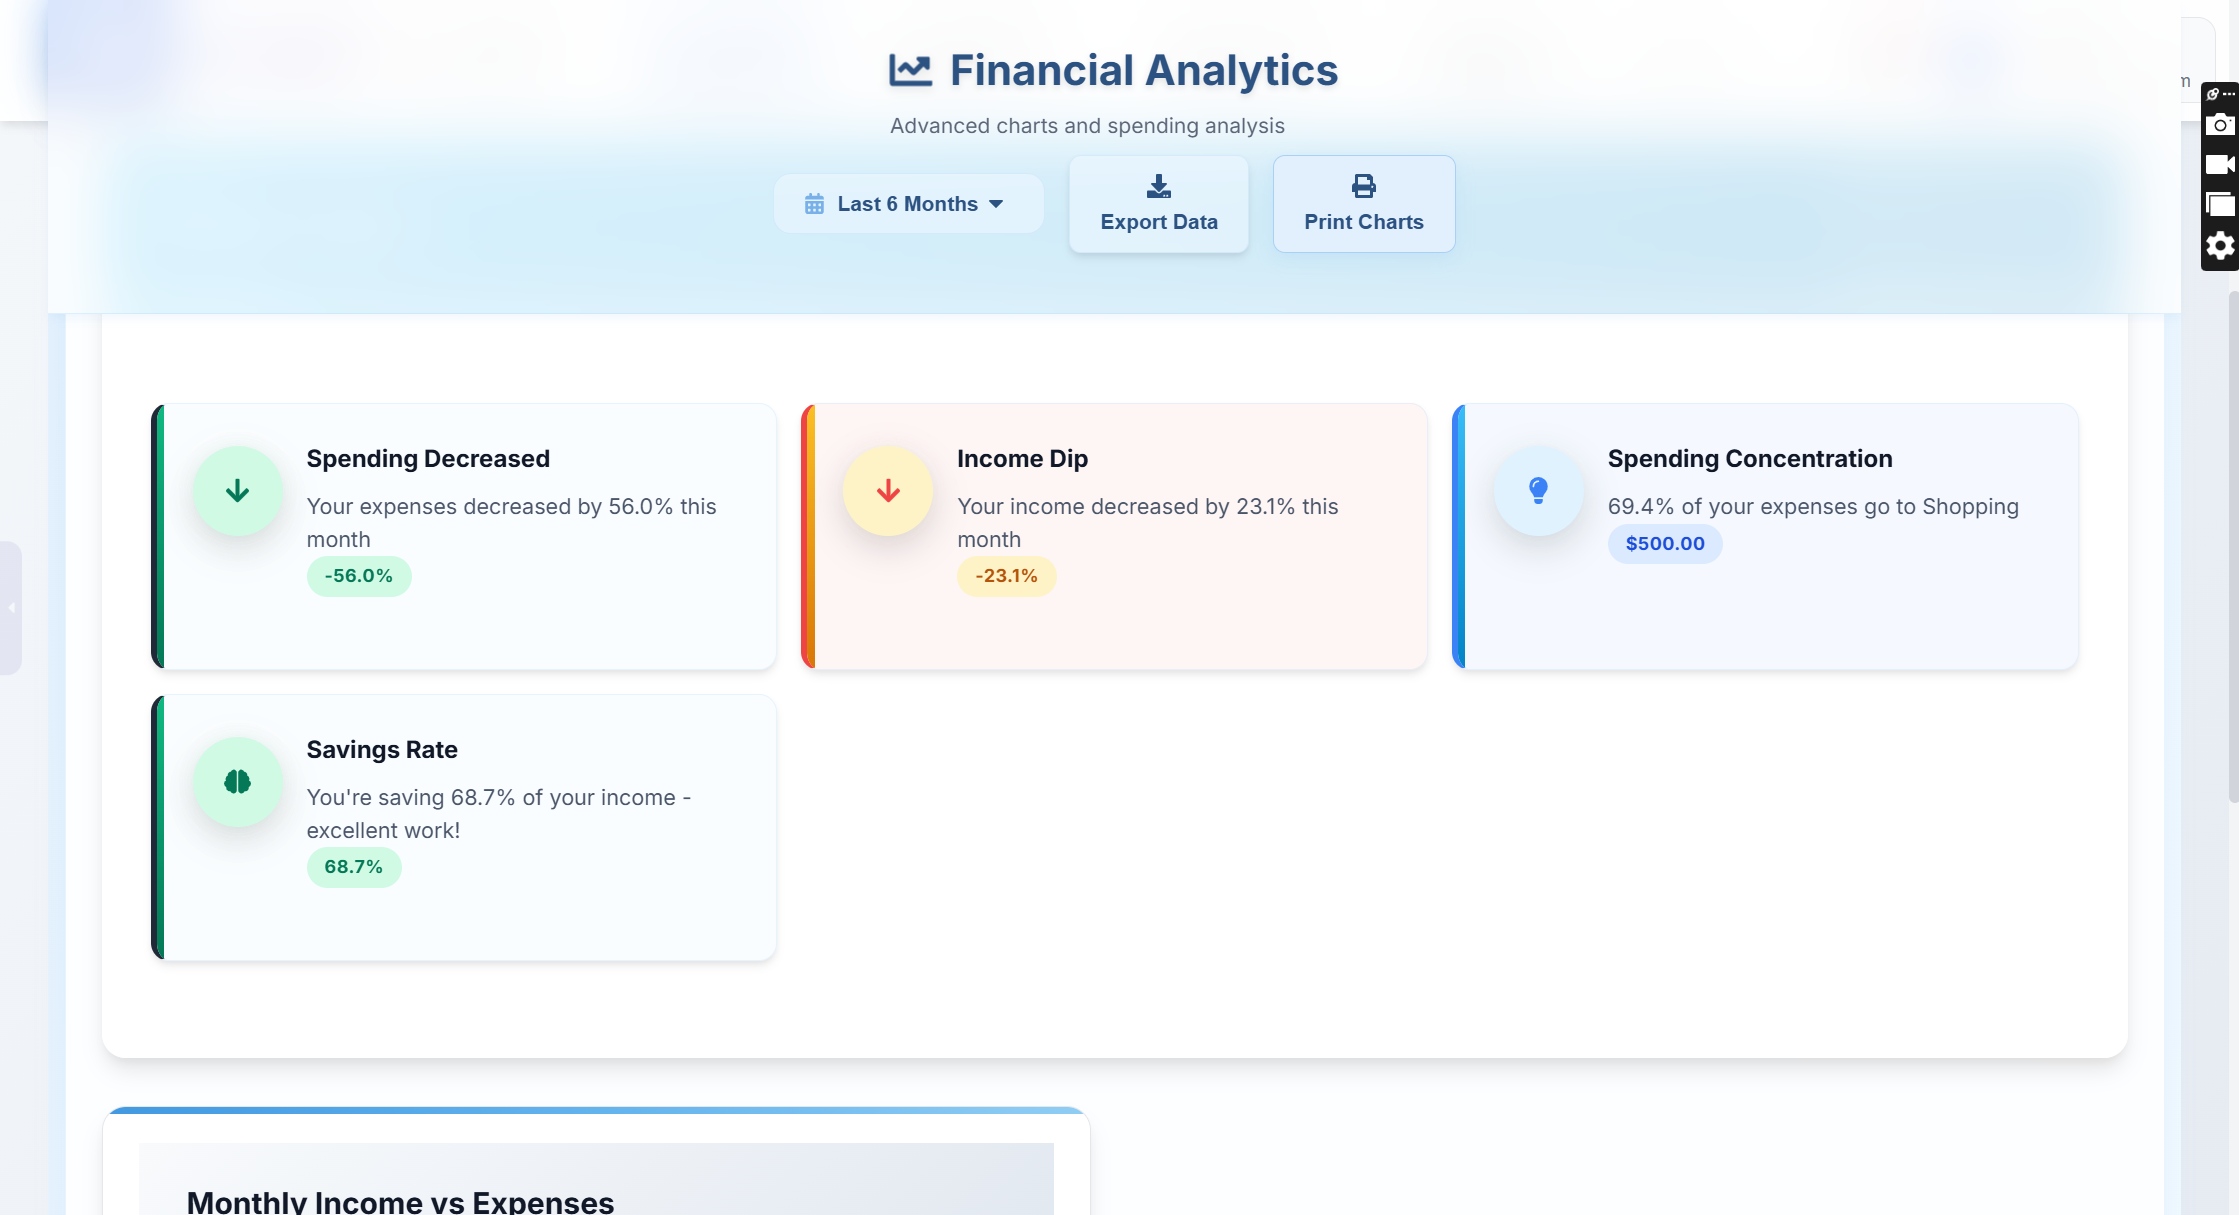 Financial Analytics
Advanced charts and spending analysis
m
Last 6 Months
Export Data
Print Charts
Spending Decreased
Your expenses decreased by 56.0% this
month
-56.0%
Income Dip
Your income decreased by 23.1% this
month
-23.1%
Spending Concentration
69.4% of your expenses go to Shopping
$500.00
Savings Rate
You're saving 68.7% of your income -
excellent work!
68.7%
Monthly Income vs Expenses